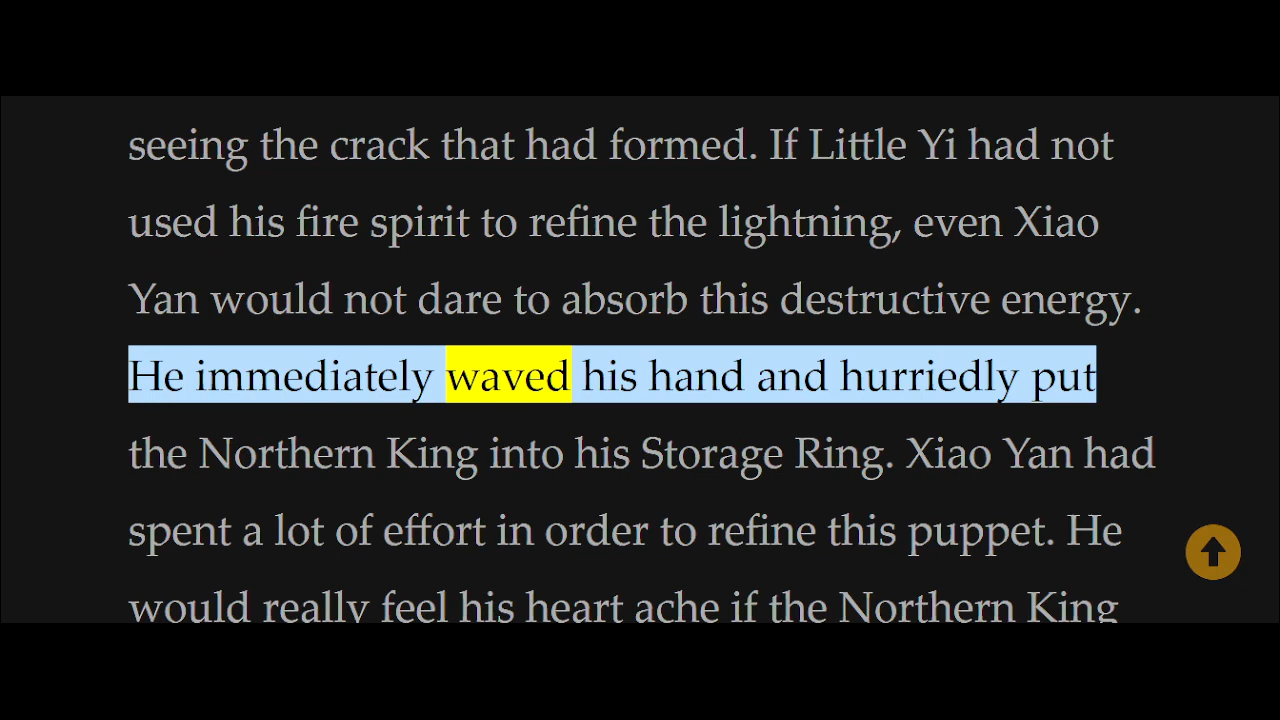 seeing the crack that had formed. If Little Yi had not
used his fire spirit to refine the lightning, even Xiao
Yan would not dare to absorb this destructive energy.
He immediately waved his hand and hurriedly put
the Northern King into his Storage Ring. Xiao Yan had
spent a lot of effort in order to refine this puppet. He
would really feel his heart ache if the Northern King